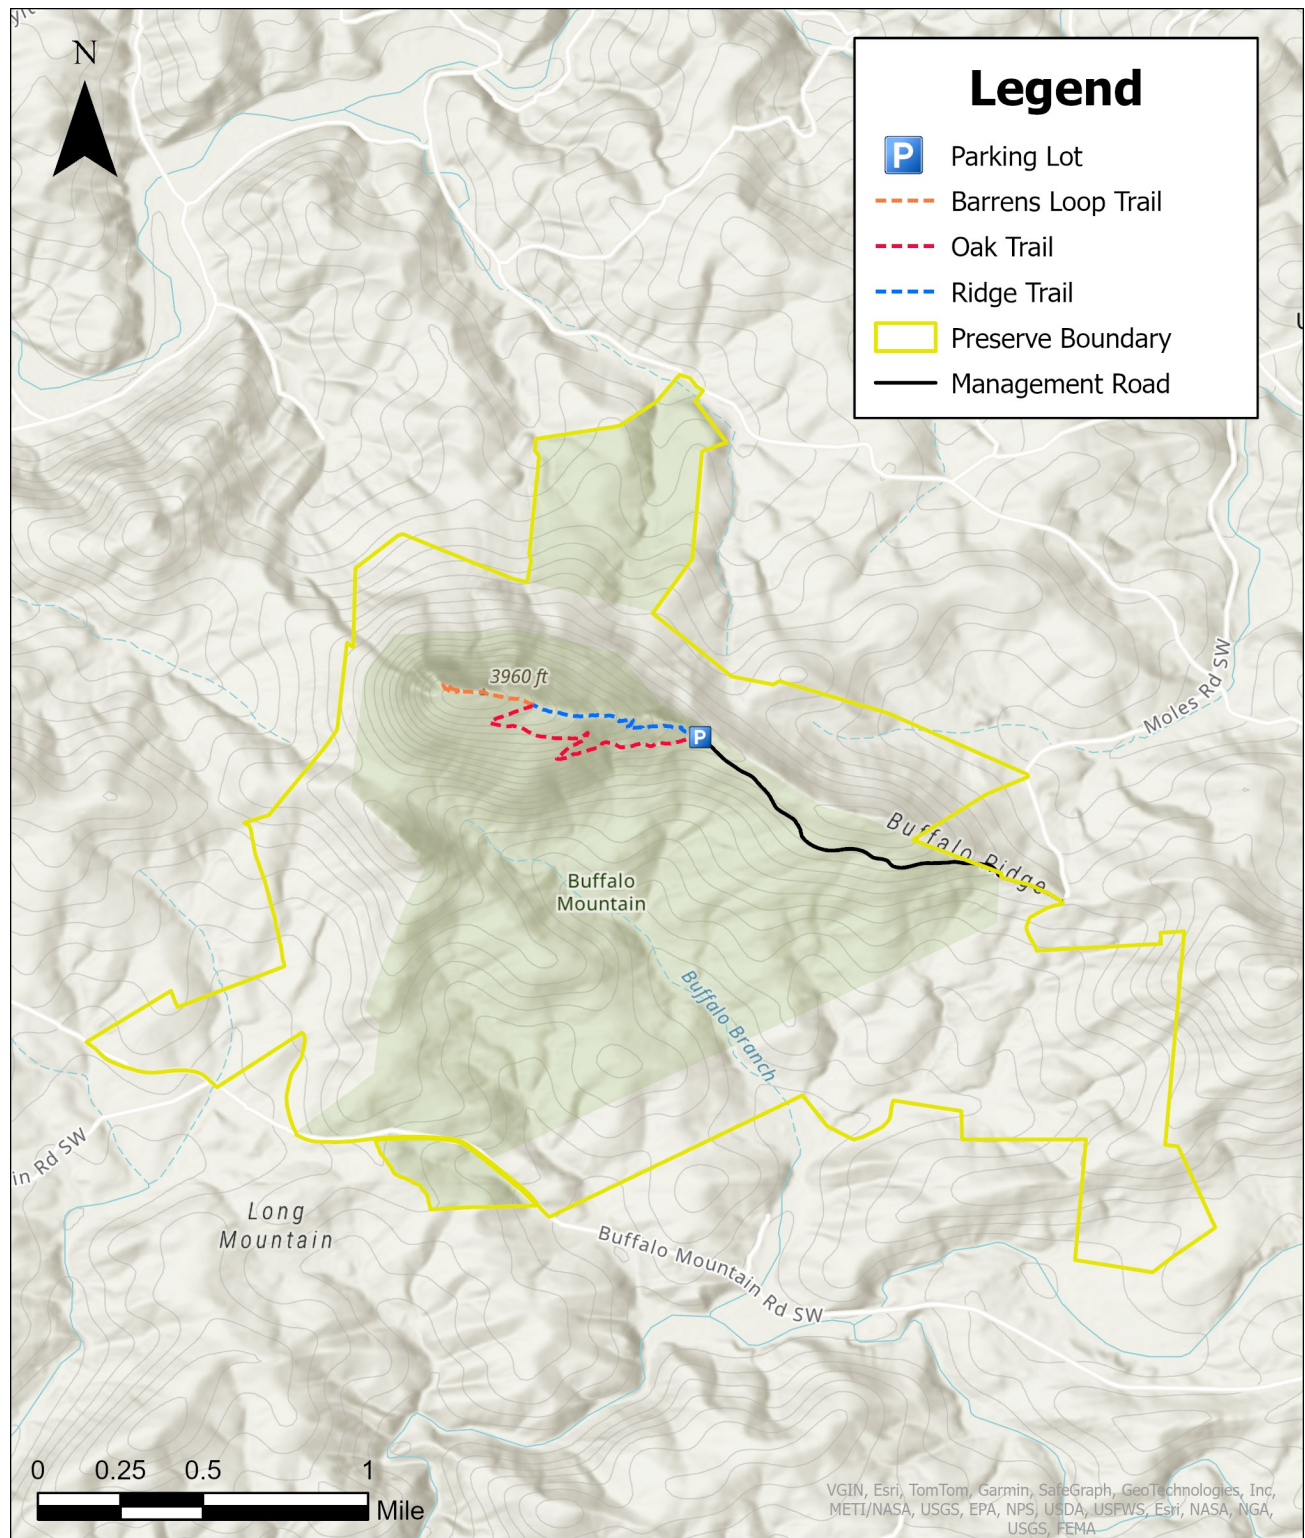 N
Legend
P
Parking Lot
Barrens Loop Trail
Oak Trail
Ridge Trail
Preserve Boundary
Management Road
3960 ft
P
Moles Rd SW
Buffalo Ridge
Buffalo
Mountain
Buffalo Branch
in Rd SW
Long
Mountain
Buffalo Mountain Rd SW
0 0.25 0.5 1
Mile
VGIN, Esri, TomTom, Garmin, SafeGraph, GeoTechnologies, Inc,
METI/NASA, USGS, EPA, NPS, USDA, USFWS, Esri, NASA, NGA,
USGS, FEMA